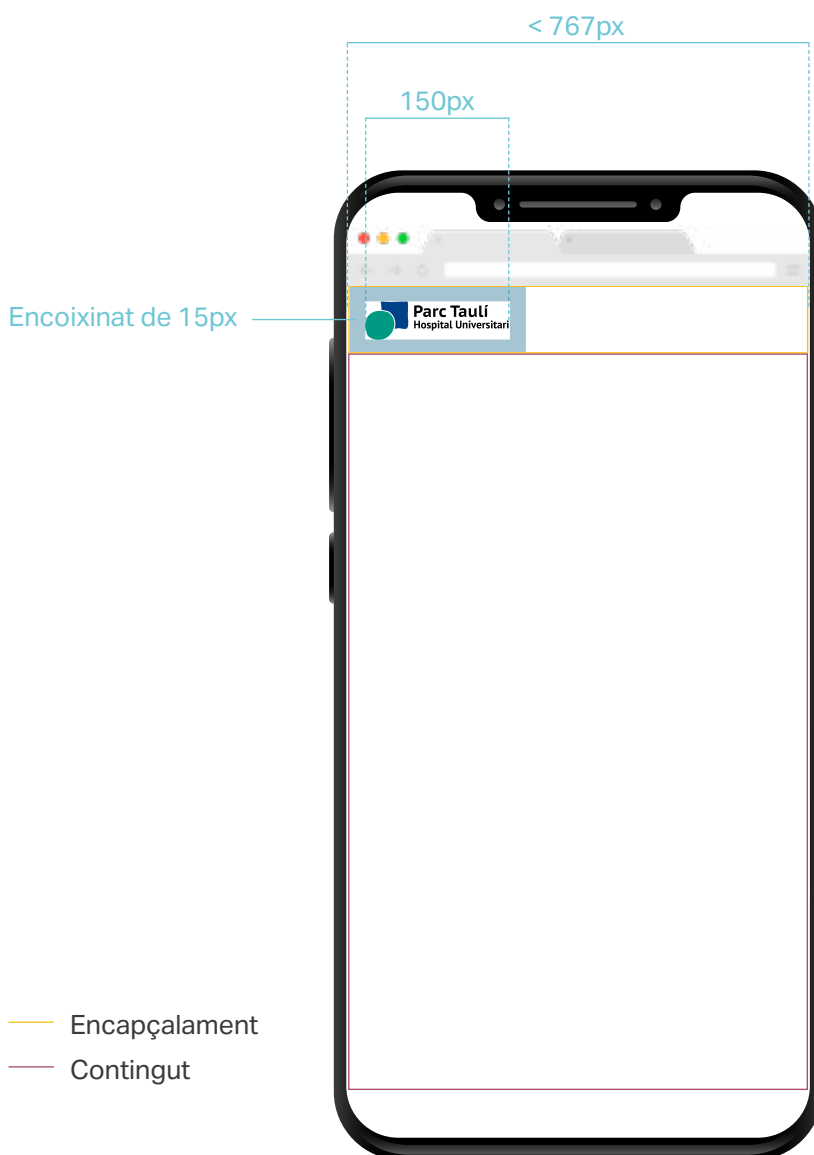 < 767px
150px
Encoixinat de 15px
Parc Taulí
Hospital Universitari
Encapçalament
Contingut